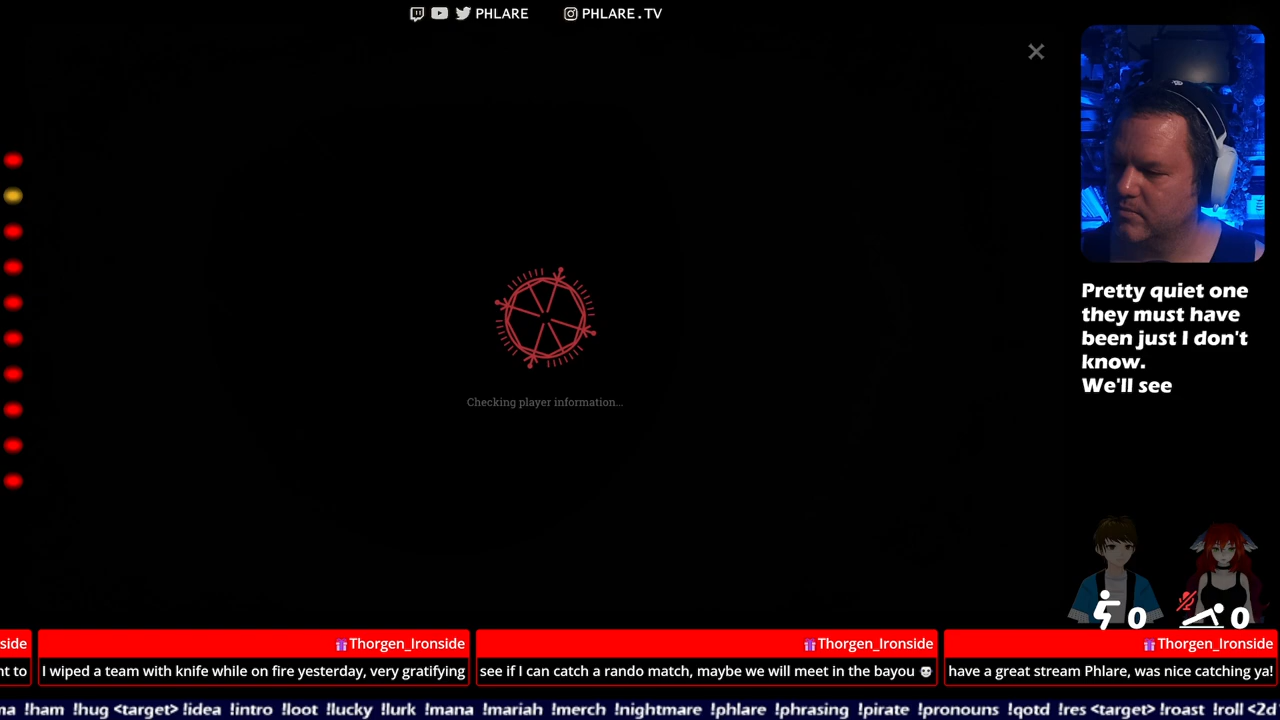 PHLARE PHLARE.TV
Pretty quiet one
they must have
been just I don't
know.
We'll see
Checking player information...
0 0
side Thorgen_Ironside Thorgen_Ironside Thorgen_Ironside
nt to I wiped a team with knife while on fire yesterday, very gratifying see if I can catch a rando match, maybe we will meet in the bayou have a great stream Phlare, was nice catching ya!
na !ham !hug <target> !idea !intro !loot !lucky !lurk !mana !mariah !merch !nightmare !phlare !phrasing !pirate !pronouns !qotd !res <target> !roast !roll <2d